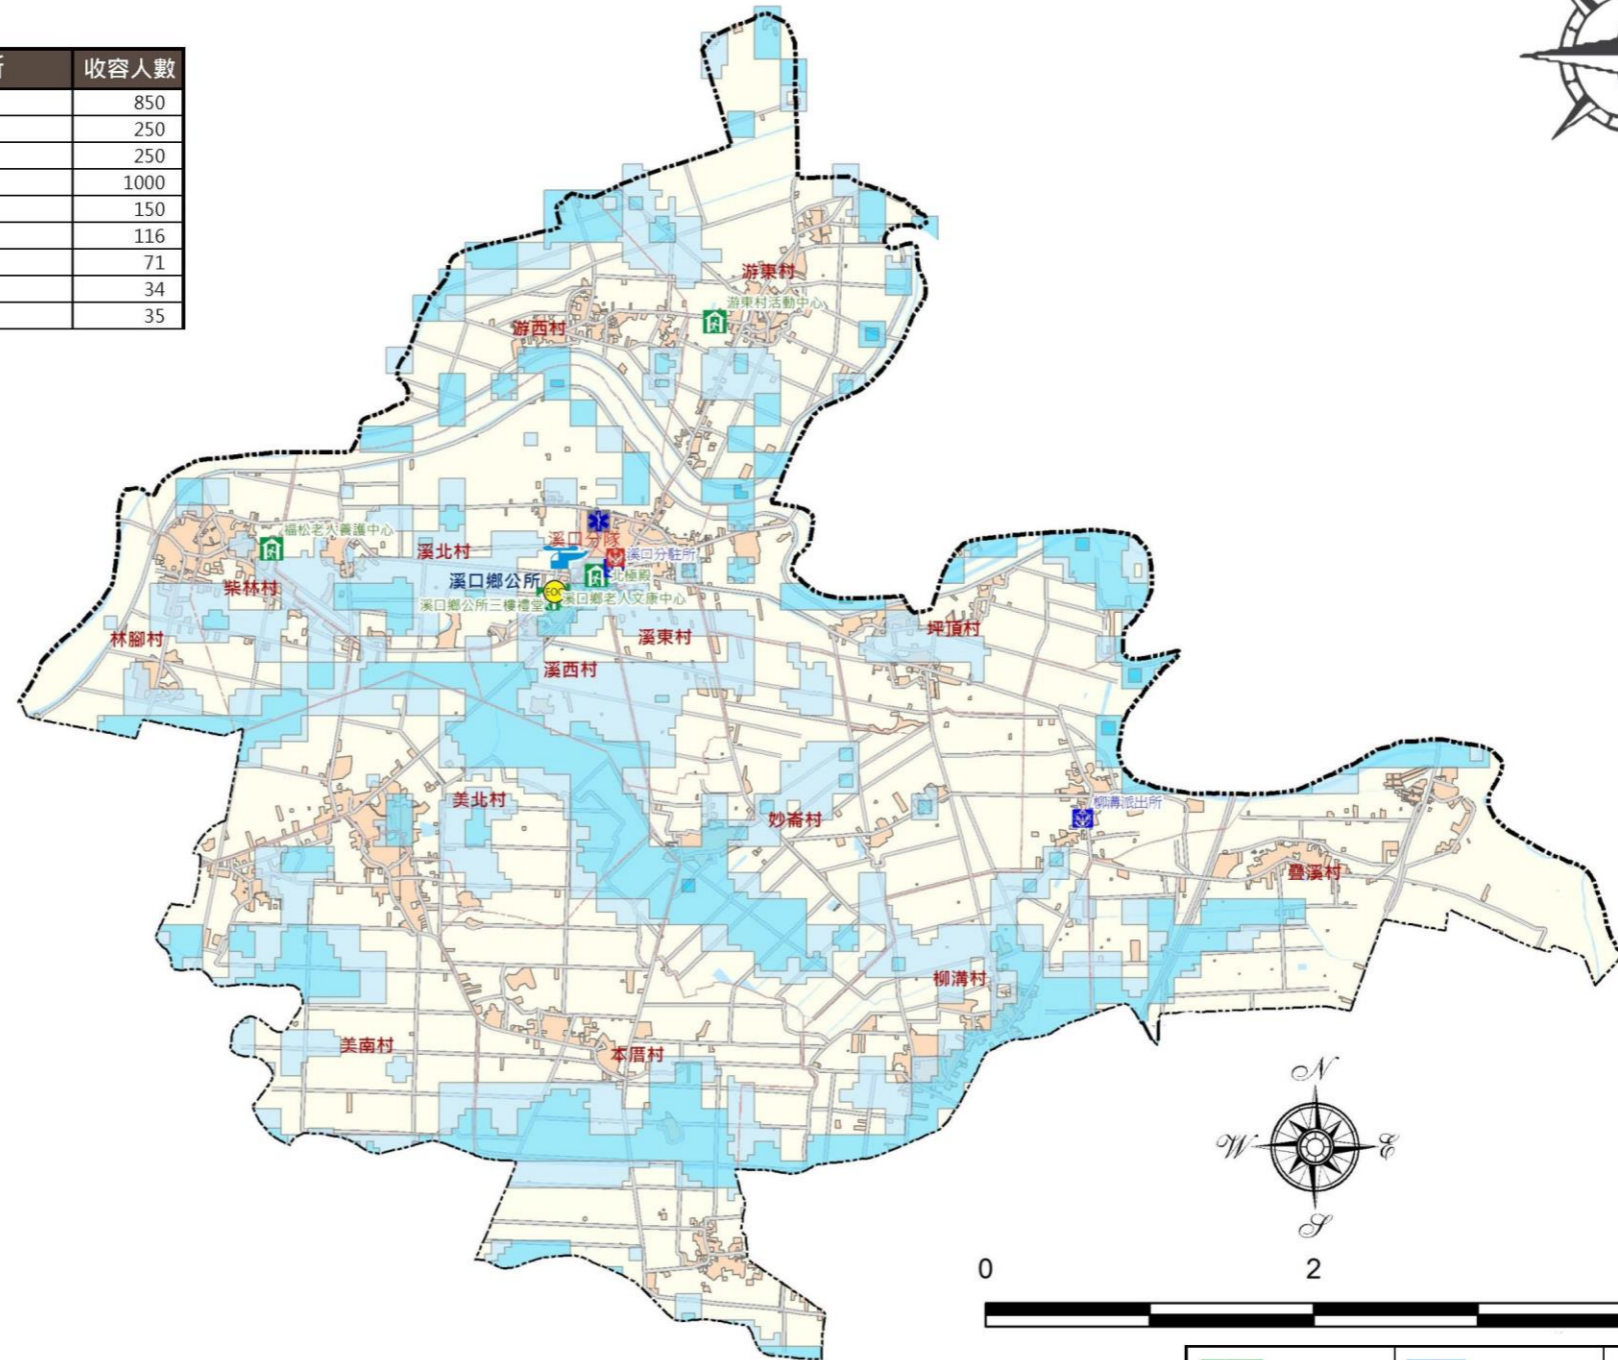 所 收容人數
850
250
250
1000
150
116
71
34
35
游東村
游東村活動中心
游西村
福松老人養護中心
溪北村
溪口分隊
溪口分駐所
北極殿
溪口鄉公所
EOC
溪口鄉老人文康中心
溪口鄉公所三樓禮堂
柴林村
林腳村
溪東村
溪西村
坪頂村
美北村
妙崙村
柳溝派出所
疊溪村
柳溝村
美南村
本厝村
N
W E
S
0 2